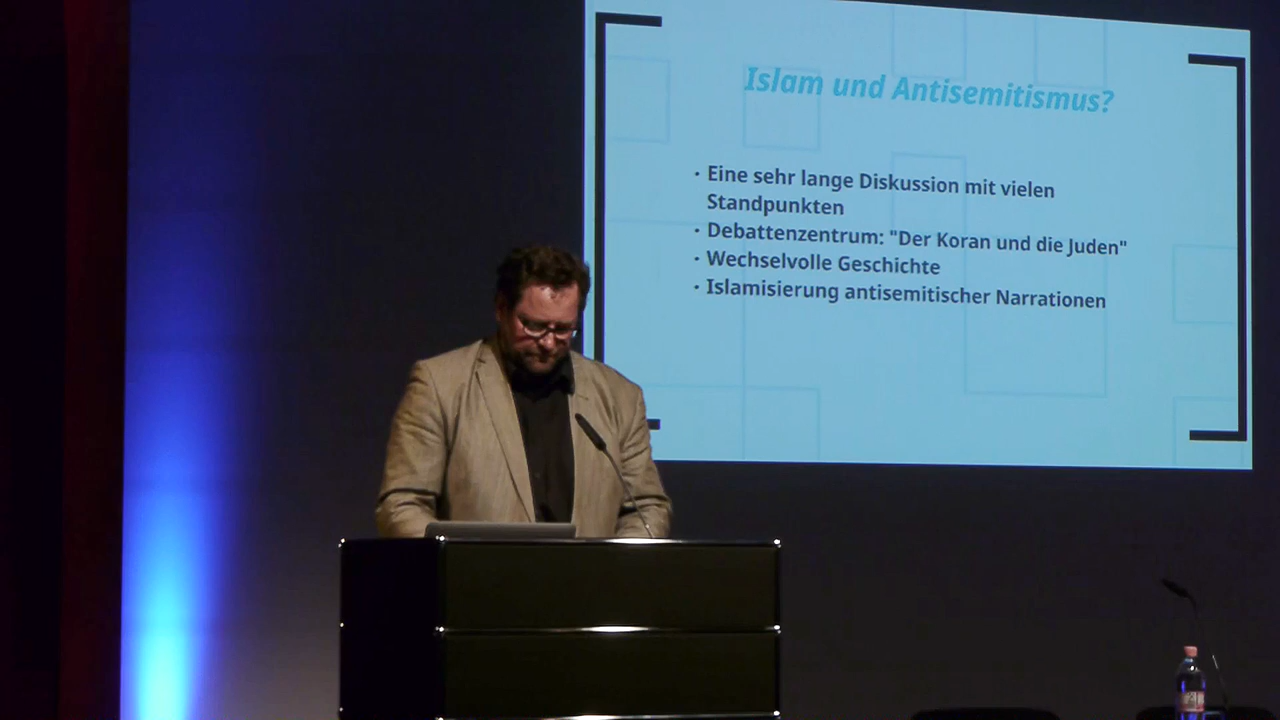 Islam und Antisemitismus?
· Eine sehr lange Diskussion mit vielen
Standpunkten
· Debattenzentrum: "Der Koran und die Juden"
· Wechselvolle Geschichte
· Islamisierung antisemitischer Narrationen